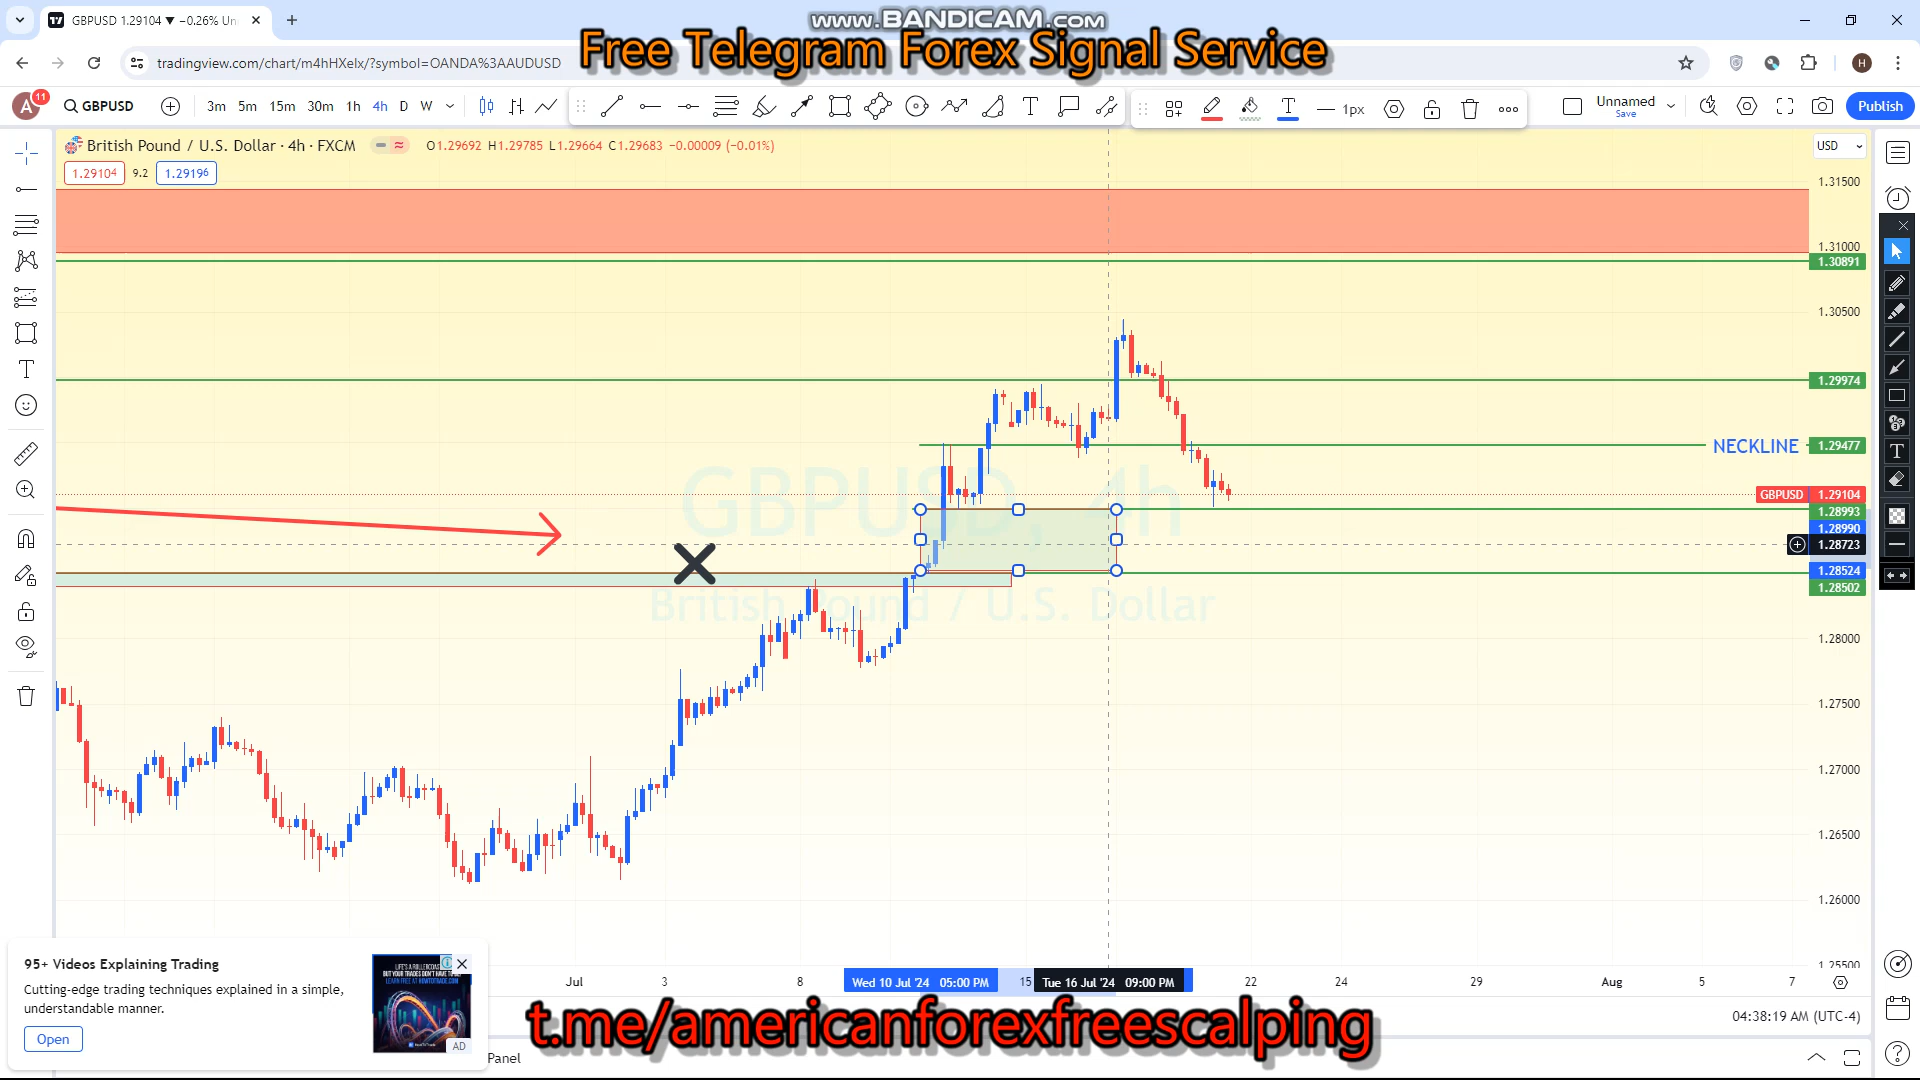 GBPUSD 1.29104 ▼ −0.26% Un
www.BANDICAM.com
tradingview.com/chart/m4hHXelx/?symbol=OANDA%3AAUDUSD
Free Telegram Forex Signal Service
H
A
11
GBPUSD
3m 5m 15m 30m 1h 4h D W
T
1px
Unnamed
Save
Publish
British Pound / U.S. Dollar · 4h · FXCM
O1.29692 H1.29785 L1.29664 C1.29683 −0.00009 (−0.01%)
USD
1.29104 9.2 1.29196
1.31500
1.31000
1.30891
1.30500
1.29974
NECKLINE 1.29477
GBPUSD 1.29104
1.28993
1.28990
1.28723
1.28524
1.28502
GBPUSD, 4h
British Pound / U.S. Dollar
1.28000
1.27500
1.27000
1.26500
1.26000
1.25500
95+ Videos Explaining Trading
Cutting-edge trading techniques explained in a simple,
understandable manner.
Open
AD
Jul 3 8 Wed 10 Jul '24 05:00 PM 15 Tue 16 Jul '24 09:00 PM 22 24 29 Aug 5 7
t.me/americanforexfreescalping
04:38:19 AM (UTC-4)
Panel